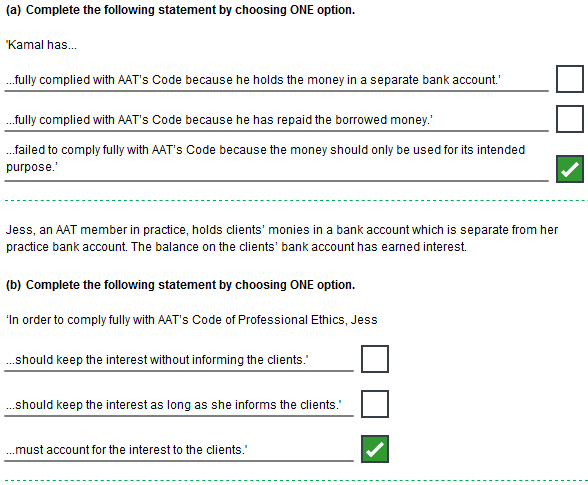 (a) Complete the following statement by choosing ONE option.
'Kamal has...
...fully complied with AAT's Code because he holds the money in a separate bank account.'
...fully complied with AAT's Code because he has repaid the borrowed money.'
...failed to comply fully with AAT's Code because the money should only be used for its intended
purpose.'
Jess, an AAT member in practice, holds clients' monies in a bank account which is separate from her
practice bank account. The balance on the clients' bank account has earned interest.
(b) Complete the following statement by choosing ONE option.
'In order to comply fully with AAT's Code of Professional Ethics, Jess
...should keep the interest without informing the clients.'
...should keep the interest as long as she informs the clients.'
...must account for the interest to the clients.'